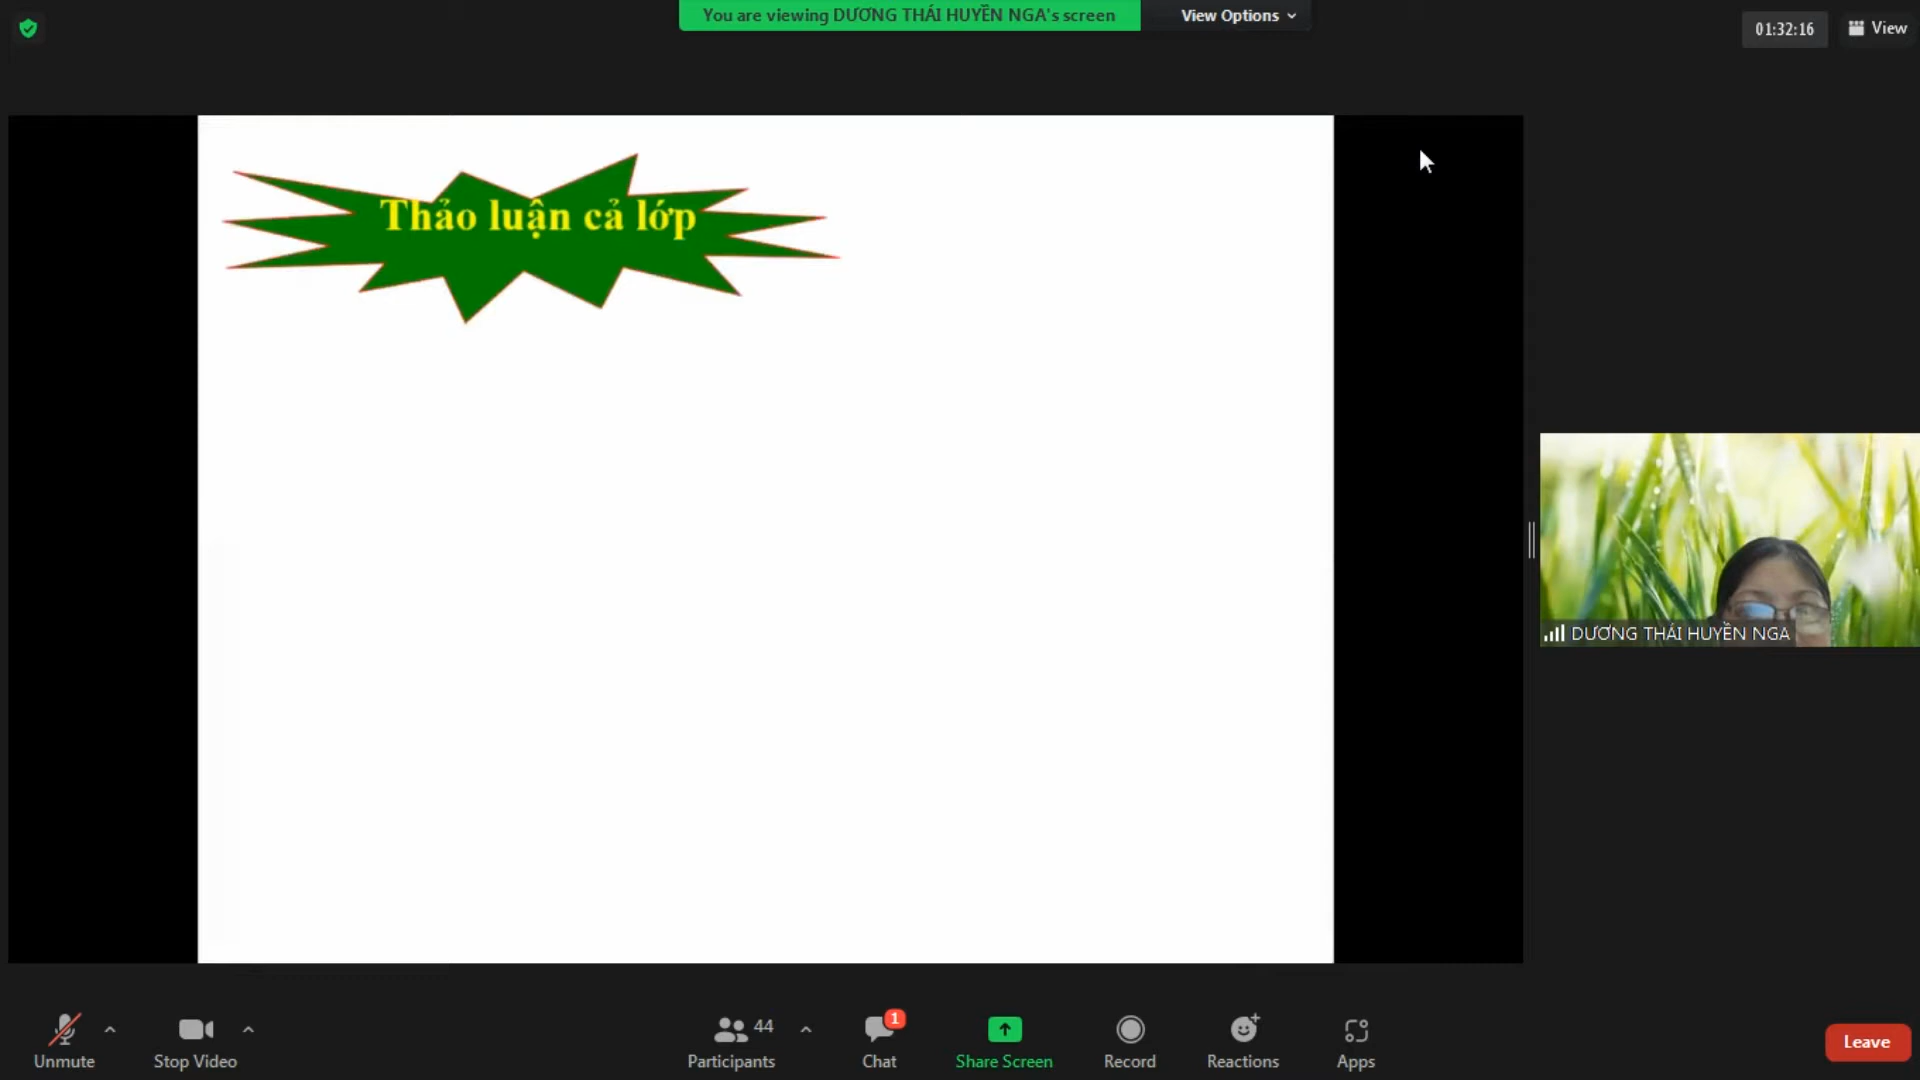 You are viewing DƯƠNG THÁI HUYỀN NGA's screen
View Options
01:32:16
View
Thảo luận cả lớp
DƯƠNG THÁI HUYỀN NGA
Unmute
Stop Video
44
Participants
1
Chat
Share Screen
Record
Reactions
Apps
Leave